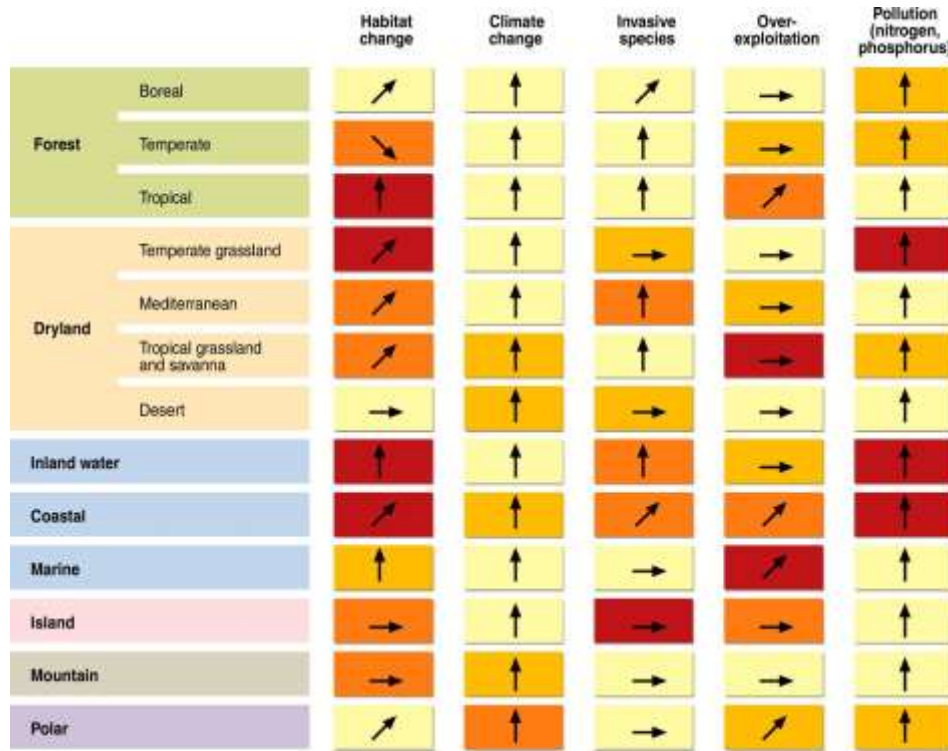 Habitat
change
Climate
change
Invasive
species
Over-
exploitation
Pollution
(nitrogen,
phosphorus)
Forest
Boreal
Temperate
Tropical
Dryland
Temperate grassland
Mediterranean
Tropical grassland
and savanna
Desert
Inland water
Coastal
Marine
Island
Mountain
Polar